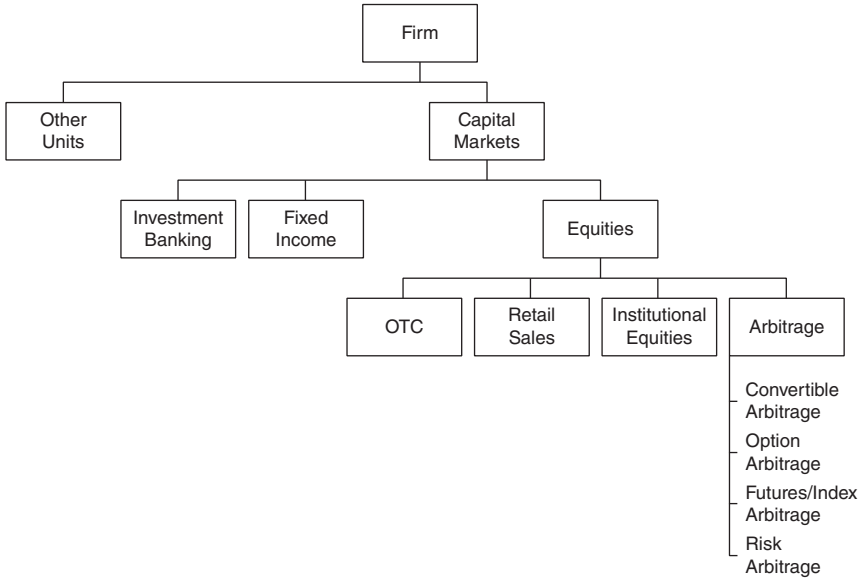 Firm
Other
Units
Capital
Markets
Investment
Banking
Fixed
Income
Equities
OTC
Retail
Sales
Institutional
Equities
Arbitrage
Convertible
Arbitrage
Option
Arbitrage
Futures/Index
Arbitrage
Risk
Arbitrage